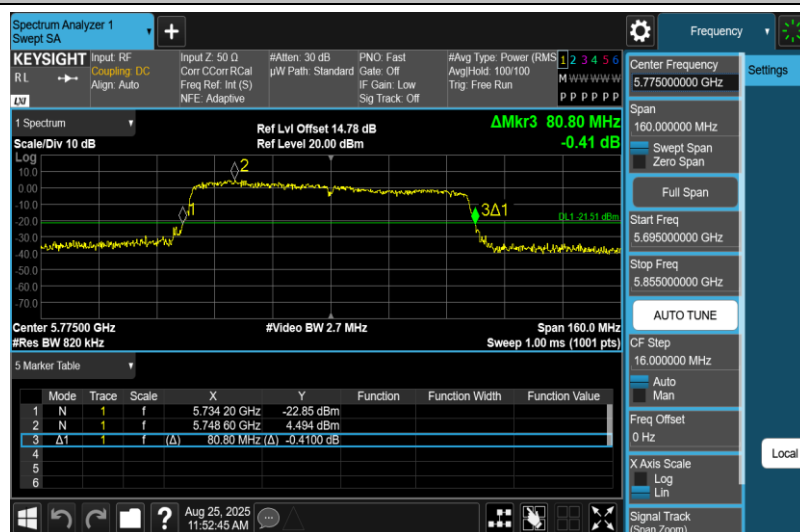 Spectrum Analyzer 1
Swept SA
Frequency
KEYSIGHT
RL
LXI
Input: RF
Coupling: DC
Align: Auto
Input Z: 50 Ω
Corr CCorr RCal
Freq Ref: Int (S)
NFE: Adaptive
#Atten: 30 dB
µW Path: Standard
PNO: Fast
Gate: Off
IF Gain: Low
Sig Track: Off
#Avg Type: Power (RMS
Avg|Hold: 100/100
Trig: Free Run
1 2 3 4 5 6
M W W W W W
P P P P P P
1 Spectrum
Scale/Div 10 dB
Ref Lvl Offset 14.78 dB
Ref Level 20.00 dBm
ΔMkr3 80.80 MHz
-0.41 dB
Log
10.0
0.00
-10.0
-20.0
-30.0
-40.0
-50.0
-60.0
-70.0
2
1
3Δ1
DL1 -21.51 dBm
Center 5.77500 GHz
#Video BW 2.7 MHz
Span 160.0 MHz
#Res BW 820 kHz
Sweep 1.00 ms (1001 pts)
5 Marker Table
Mode Trace Scale X Y Function Function Width Function Value
1 N 1 f 5.734 20 GHz -22.85 dBm
2 N 1 f 5.748 60 GHz 4.494 dBm
3 Δ1 1 f (Δ) 80.80 MHz (Δ) -0.4100 dB
4
5
6
?
Aug 25, 2025
11:52:45 AM
Center Frequency
5.775000000 GHz
Settings
Span
160.000000 MHz
Swept Span
Zero Span
Full Span
Start Freq
5.695000000 GHz
Stop Freq
5.855000000 GHz
AUTO TUNE
CF Step
16.000000 MHz
Auto
Man
Freq Offset
0 Hz
Local
X Axis Scale
Log
Lin
Signal Track
(Span Zoom)